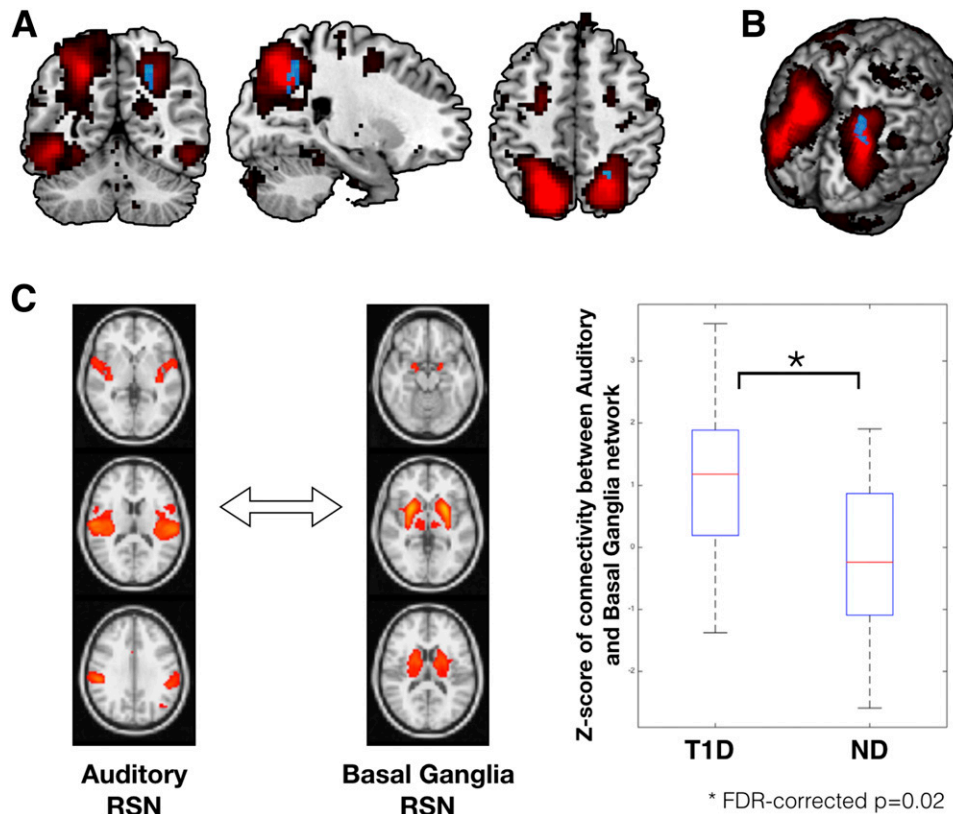 A
B
C
Auditory
RSN
Basal Ganglia
RSN
Z-score of connectivity between Auditory
and Basal Ganglia network
3
2
1
0
-1
-2
*
T1D
ND
* FDR-corrected p=0.02